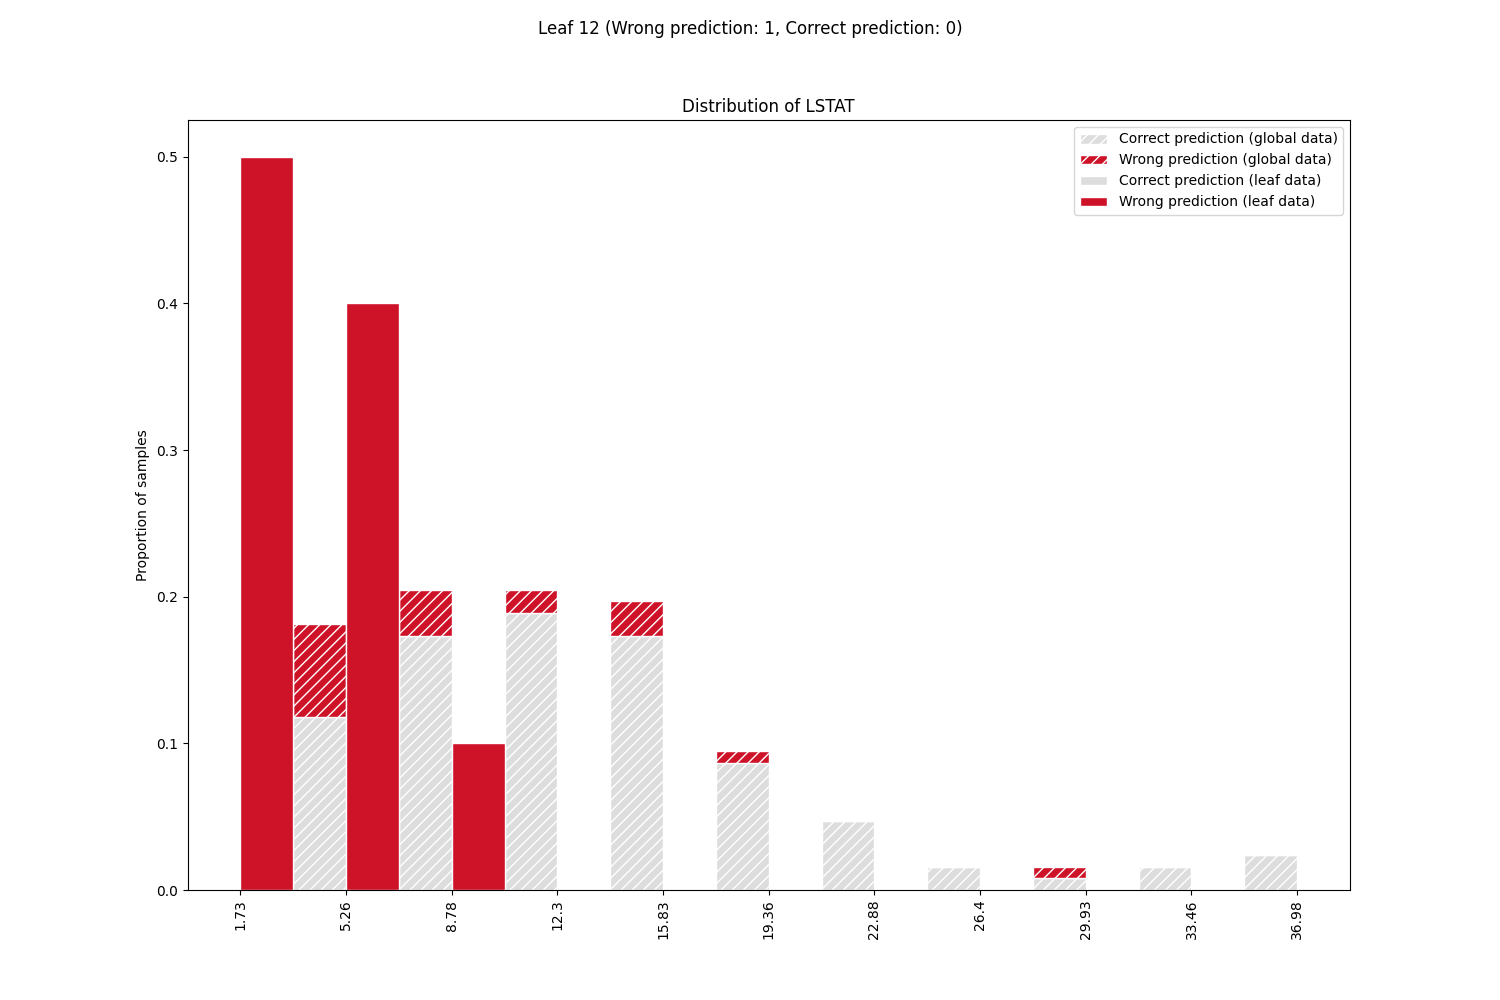 Leaf 12 (Wrong prediction: 1, Correct prediction: 0)
Distribution of LSTAT
Correct prediction (global data)
Wrong prediction (global data)
Correct prediction (leaf data)
Wrong prediction (leaf data)
Proportion of samples
0.5
0.4
0.3
0.2
0.1
0.0
1.73
5.26
8.78
12.3
15.83
19.36
22.88
26.4
29.93
33.46
36.98